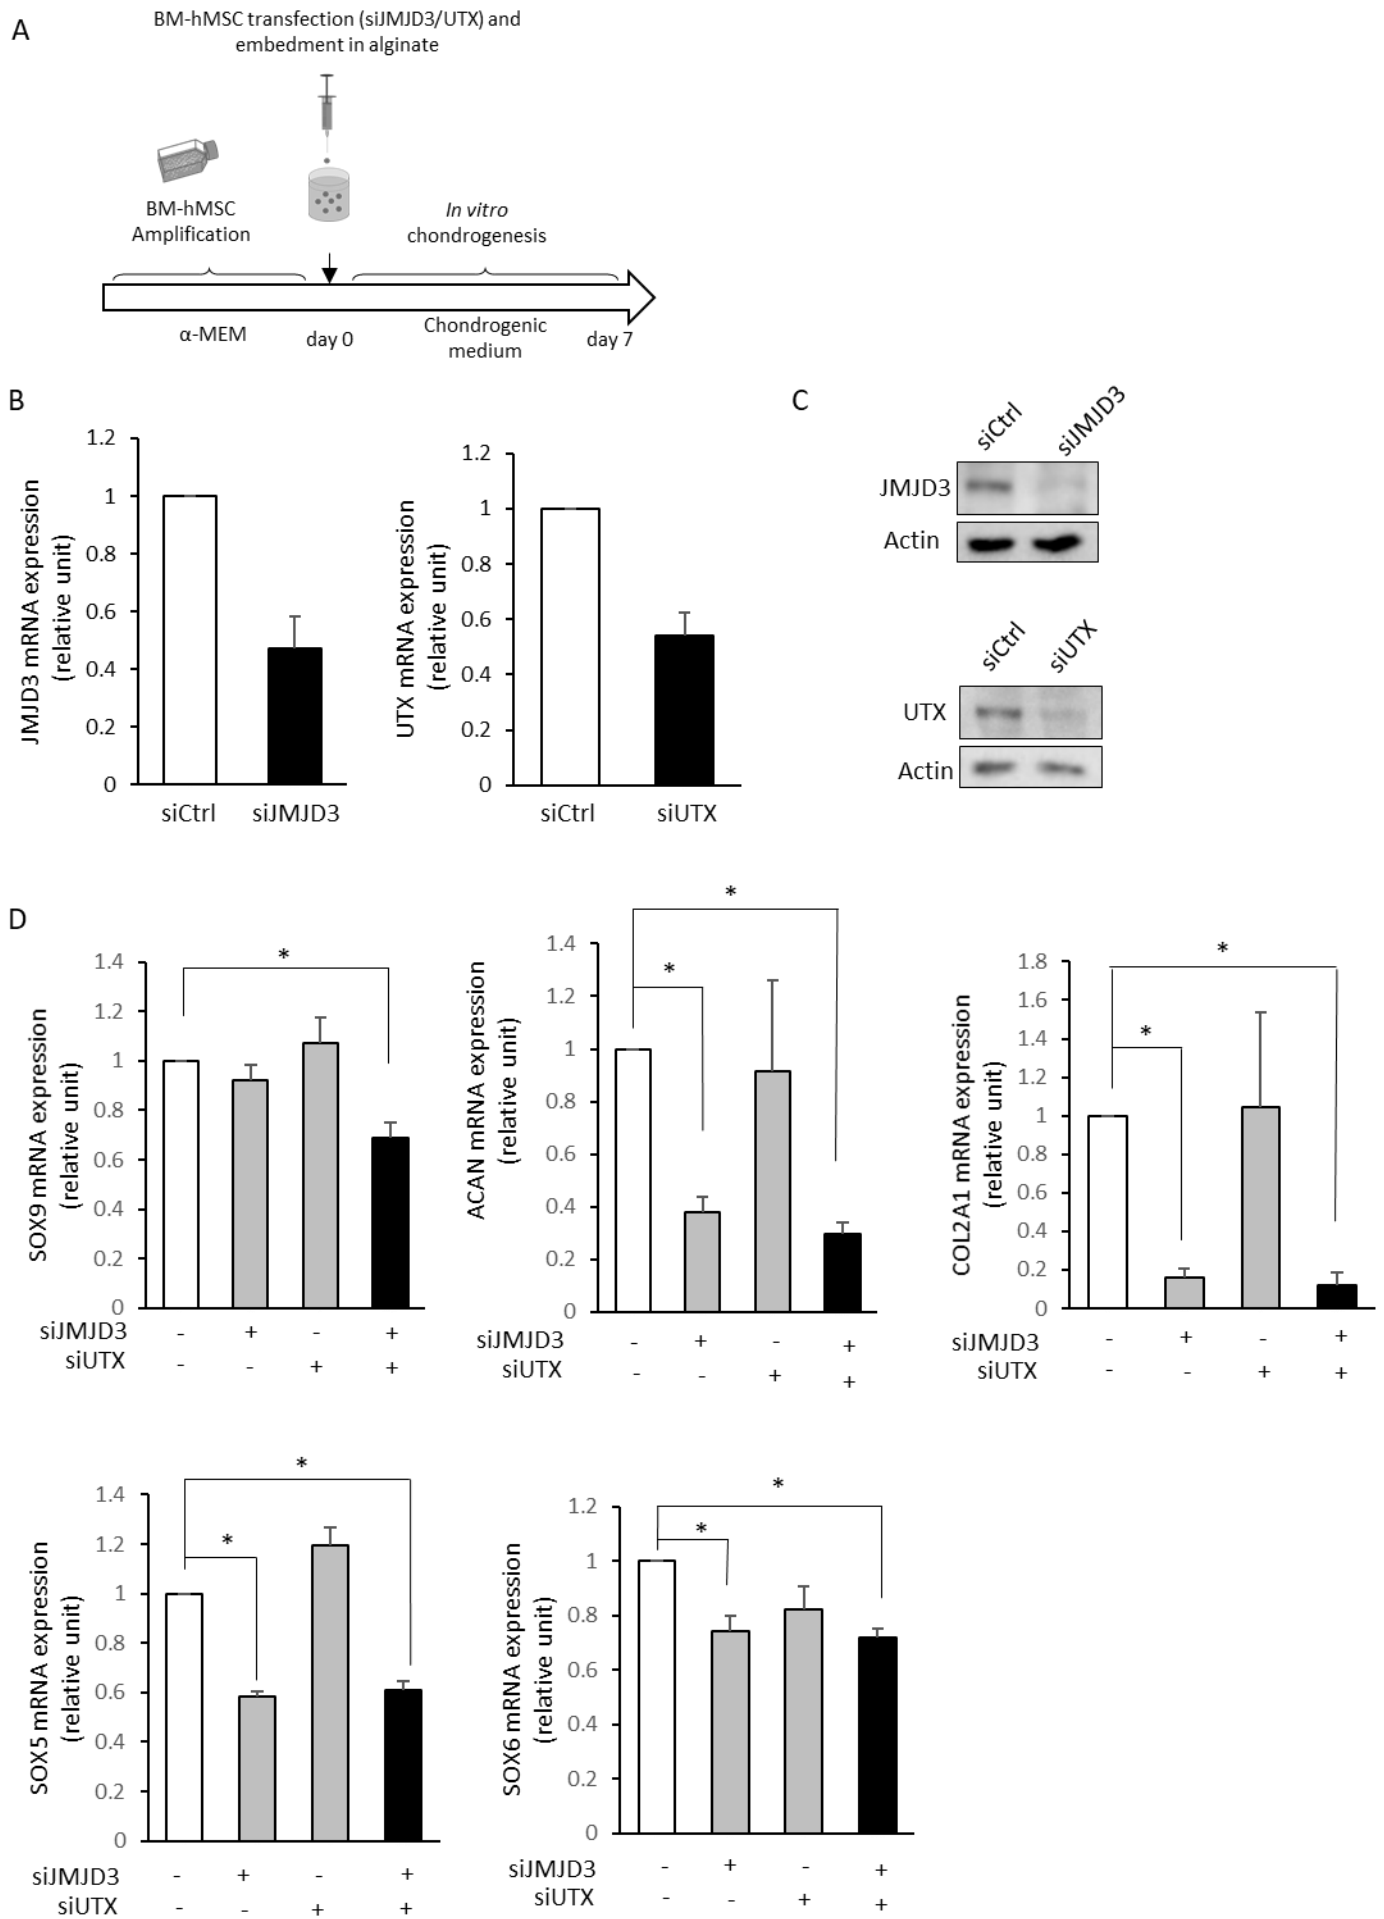 A
BM-hMSC transfection (siJMJD3/UTX) and
embedment in alginate
BM-hMSC
Amplification
In vitro
chondrogenesis
α-MEM
day 0
Chondrogenic
medium
day 7
B
JMJD3 mRNA expression
(relative unit)
1.2
1
0.8
0.6
0.4
0.2
0
siCtrl
siJMJD3
UTX mRNA expression
(relative unit)
1.2
1
0.8
0.6
0.4
0.2
0
siCtrl
siUTX
C
siCtrl
siJMJD3
JMJD3
Actin
siCtrl
siUTX
UTX
Actin
D
SOX9 mRNA expression
(relative unit)
1.4
1.2
1
0.8
0.6
0.4
0.2
0
*
siJMJD3 - + - +
siUTX - - + +
ACAN mRNA expression
(relative unit)
1.4
1.2
1
0.8
0.6
0.4
0.2
0
*
*
siJMJD3 - + - +
siUTX - - + +
COL2A1 mRNA expression
(relative unit)
1.8
1.6
1.4
1.2
1
0.8
0.6
0.4
0.2
0
*
*
siJMJD3 - + - +
siUTX - - + +
SOX5 mRNA expression
(relative unit)
1.4
1.2
1
0.8
0.6
0.4
0.2
0
*
*
siJMJD3 - + - +
siUTX - - + +
SOX6 mRNA expression
(relative unit)
1.2
1
0.8
0.6
0.4
0.2
0
*
*
siJMJD3 - + - +
siUTX - - + +